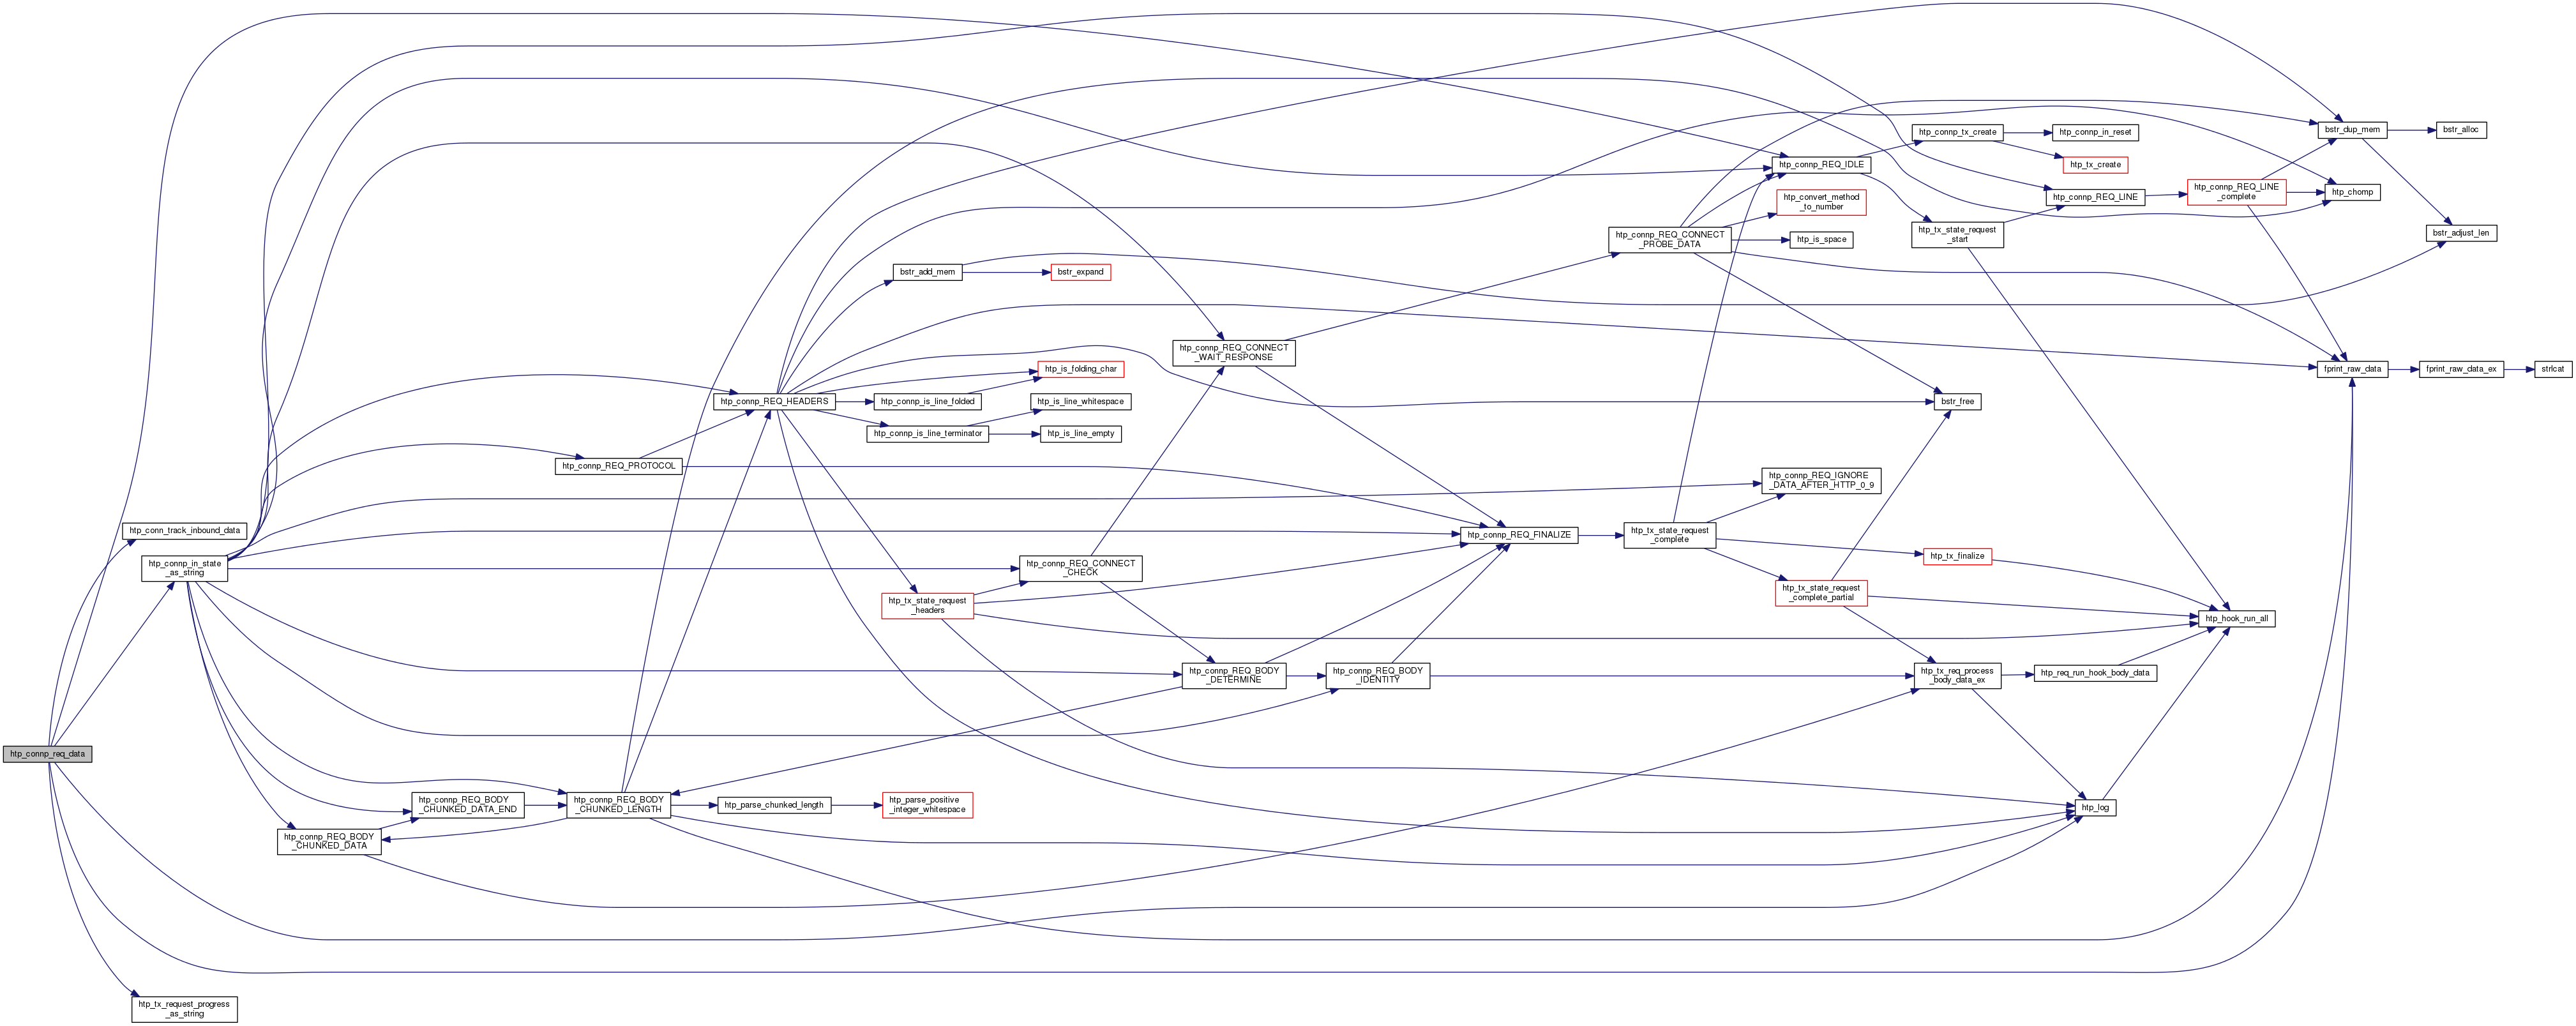 htp_connp_req_data
htp_conn_track_inbound_data
htp_connp_in_state
_as_string
htp_tx_request_progress
_as_string
htp_connp_REQ_BODY
_CHUNKED_DATA
htp_connp_REQ_BODY
_CHUNKED_DATA_END
htp_connp_REQ_PROTOCOL
htp_connp_REQ_BODY
_CHUNKED_LENGTH
htp_connp_REQ_HEADERS
htp_parse_chunked_length
bstr_add_mem
htp_connp_is_line_folded
htp_connp_is_line_terminator
htp_tx_state_request
_headers
htp_parse_positive
_integer_whitespace
bstr_expand
htp_is_folding_char
htp_is_line_whitespace
htp_is_line_empty
htp_connp_REQ_CONNECT
_CHECK
htp_connp_REQ_CONNECT
_WAIT_RESPONSE
htp_connp_REQ_BODY
_DETERMINE
htp_connp_REQ_BODY
_IDENTITY
htp_connp_REQ_FINALIZE
htp_connp_REQ_CONNECT
_PROBE_DATA
htp_tx_state_request
_complete
htp_connp_REQ_IDLE
htp_convert_method
_to_number
htp_is_space
htp_connp_REQ_IGNORE
_DATA_AFTER_HTTP_0_9
htp_tx_state_request
_complete_partial
htp_connp_tx_create
htp_tx_state_request
_start
bstr_free
htp_tx_finalize
htp_tx_req_process
_body_data_ex
htp_connp_in_reset
htp_tx_create
htp_connp_REQ_LINE
htp_req_run_hook_body_data
htp_log
htp_connp_REQ_LINE
_complete
htp_hook_run_all
bstr_dup_mem
htp_chomp
fprint_raw_data
bstr_alloc
bstr_adjust_len
fprint_raw_data_ex
strlcat